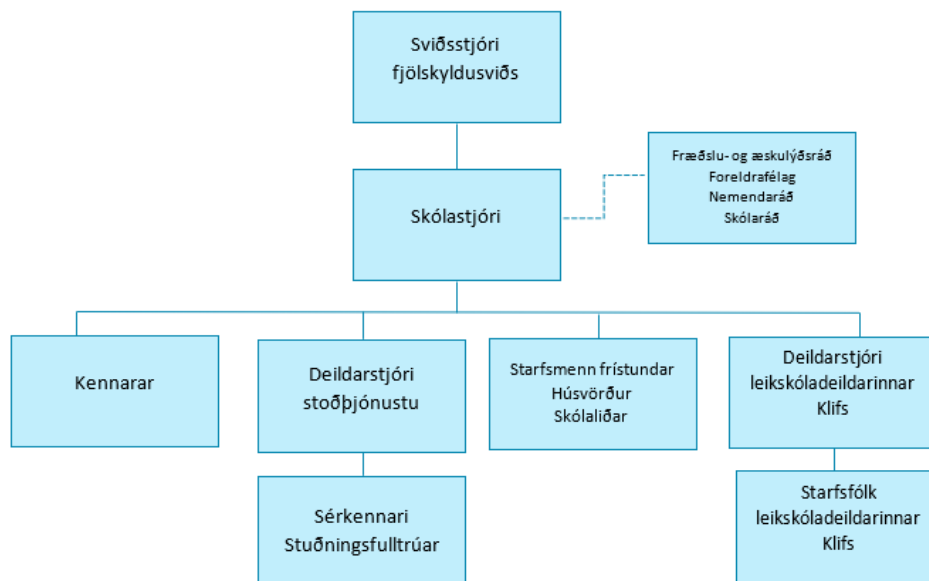 Sviðsstjóri
fjölskyldusviðs
Fræðslu- og æskulýðsráð
Foreldrafélag
Nemendaráð
Skólaráð
Skólastjóri
Kennarar
Deildarstjóri
stoðþjónustu
Starfsmenn frístundar
Húsvörður
Skólaliðar
Deildarstjóri
leikskóladeildarinnar
Klifs
Sérkennari
Stuðningsfulltrúar
Starfsfólk
leikskóladeildarinnar
Klifs